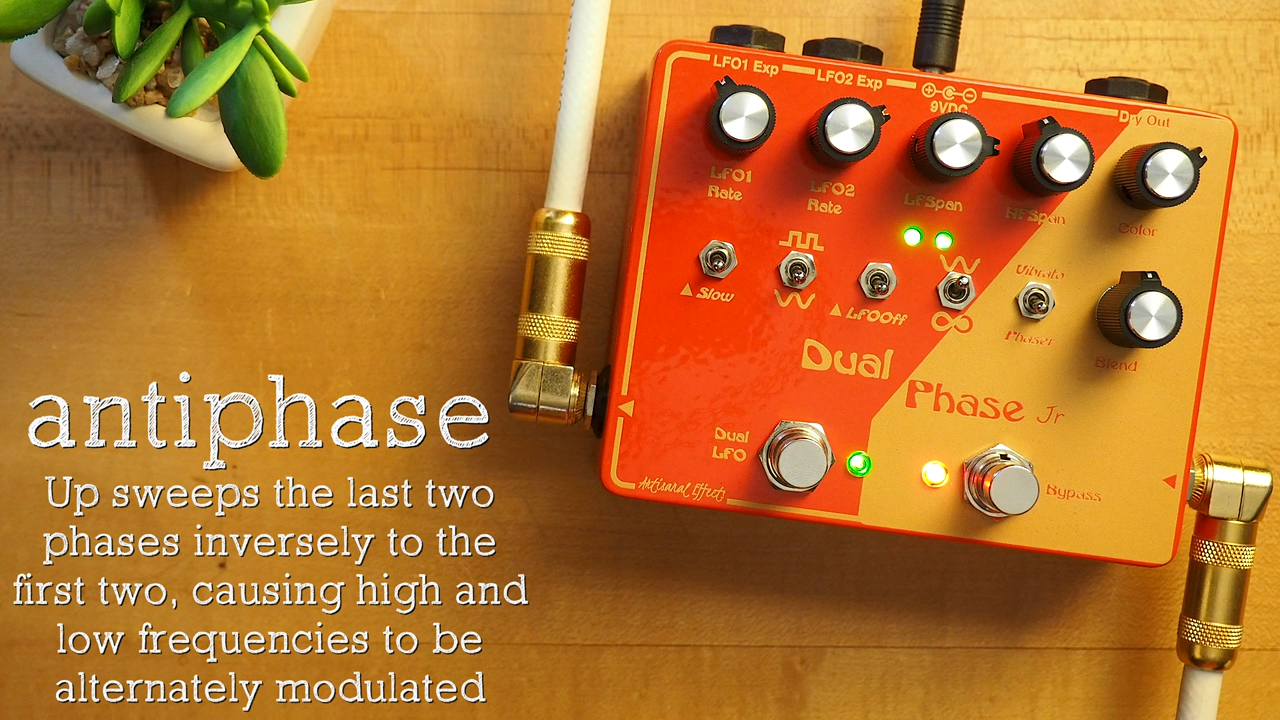 LFO1 Exp
LFO2 Exp
9VDC
Dry Out
LFO1
Rate
LFO2
Rate
LFSpan
HFSpan
Color
Slow
LFOOff
Vibrato
Phaser
Blend
Dual
Phase Jr
Dual
LFO
Bypass
Artisanal Effects
antiphase
Up sweeps the last two
phases inversely to the
first two, causing high and
low frequencies to be
alternately modulated